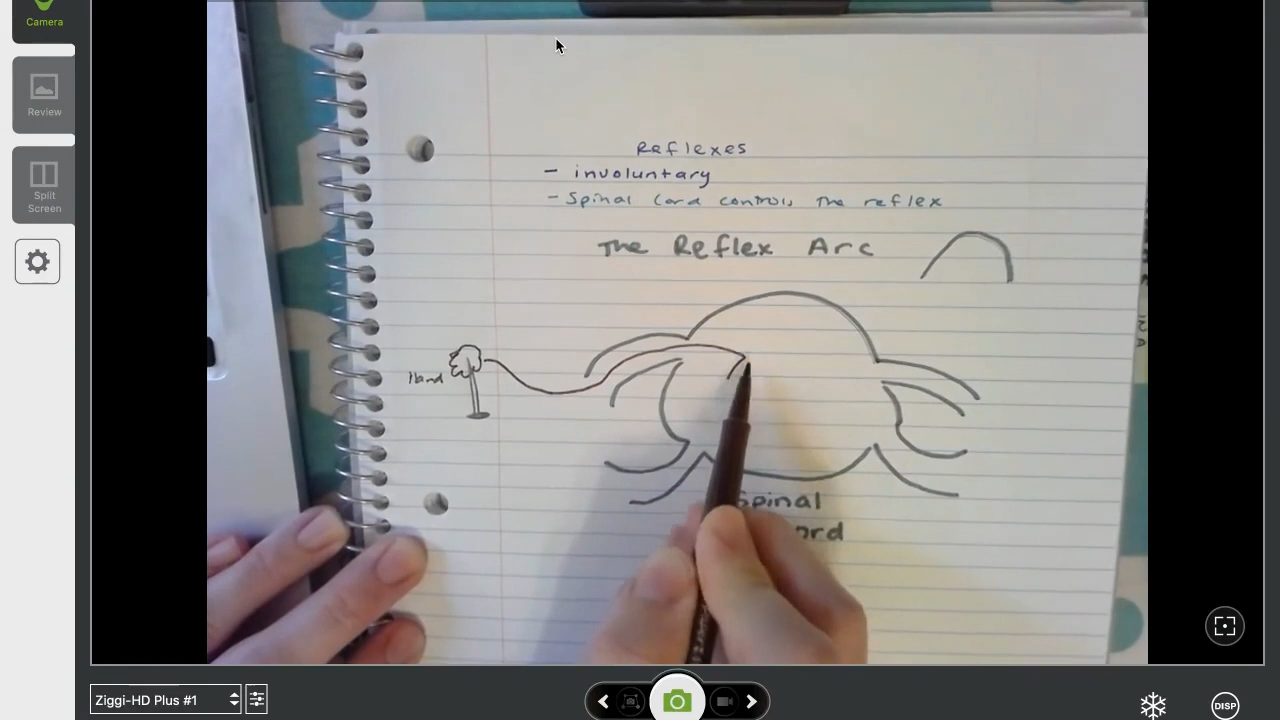 Camera
Review
Split
Screen
Reflexes
- involuntary
- Spinal Cord controls the reflex
The Reflex Arc
Hand
Spinal
ord
Ziggi-HD Plus #1
DISP